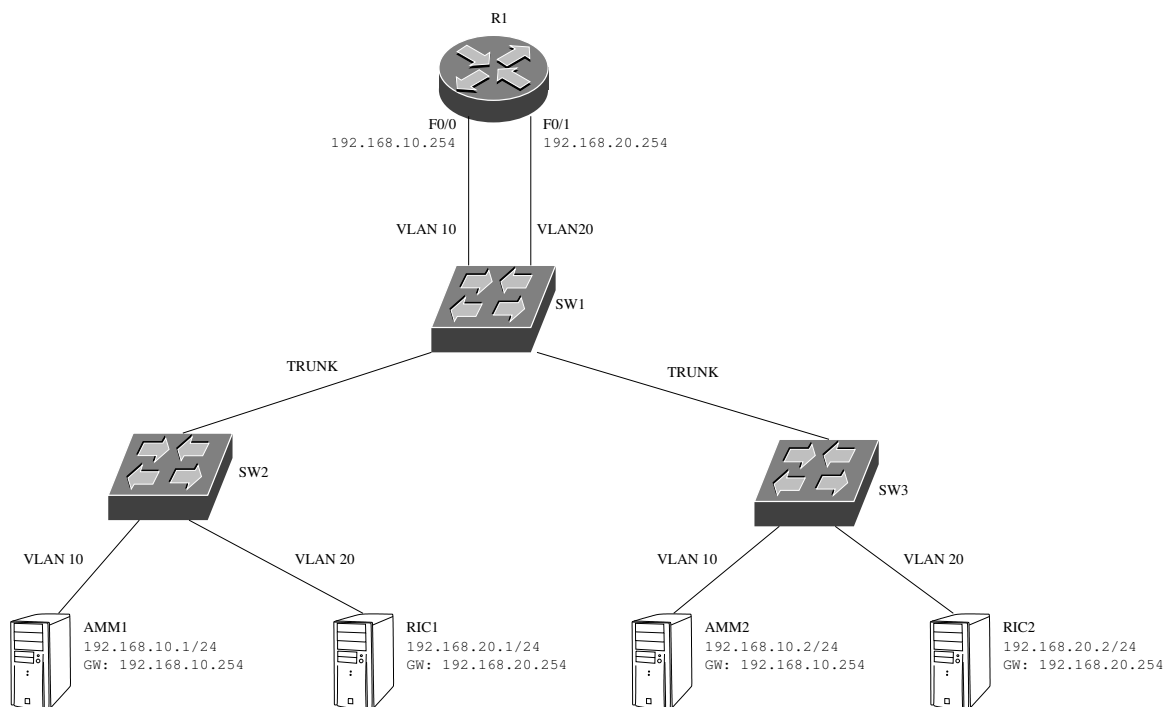 R1
F0/0
192.168.10.254
F0/1
192.168.20.254
VLAN 10
VLAN20
SW1
TRUNK
TRUNK
SW2
SW3
VLAN 10
VLAN 20
VLAN 10
VLAN 20
AMM1
192.168.10.1/24
GW: 192.168.10.254
RIC1
192.168.20.1/24
GW: 192.168.20.254
AMM2
192.168.10.2/24
GW: 192.168.10.254
RIC2
192.168.20.2/24
GW: 192.168.20.254